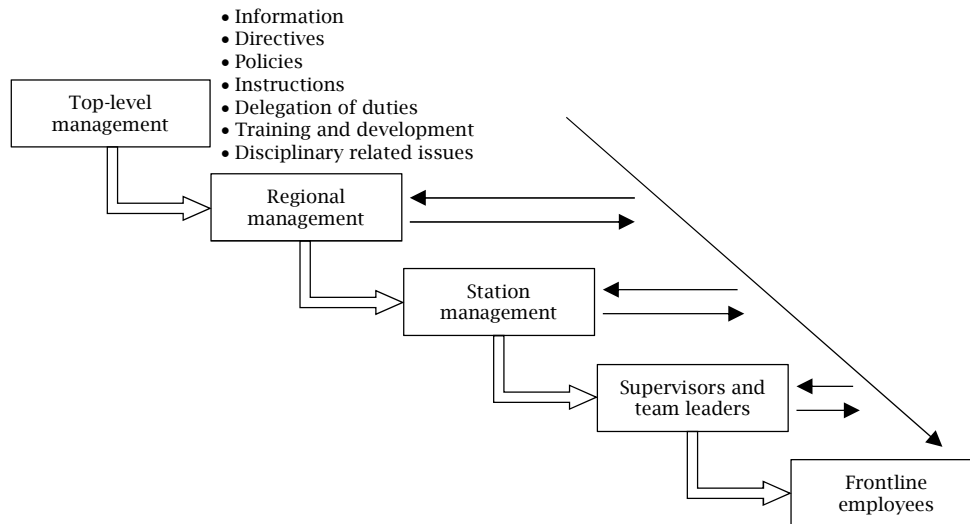 • Information
• Directives
• Policies
• Instructions
• Delegation of duties
• Training and development
• Disciplinary related issues
Top-level
management
Regional
management
Station
management
Supervisors and
team leaders
Frontline
employees